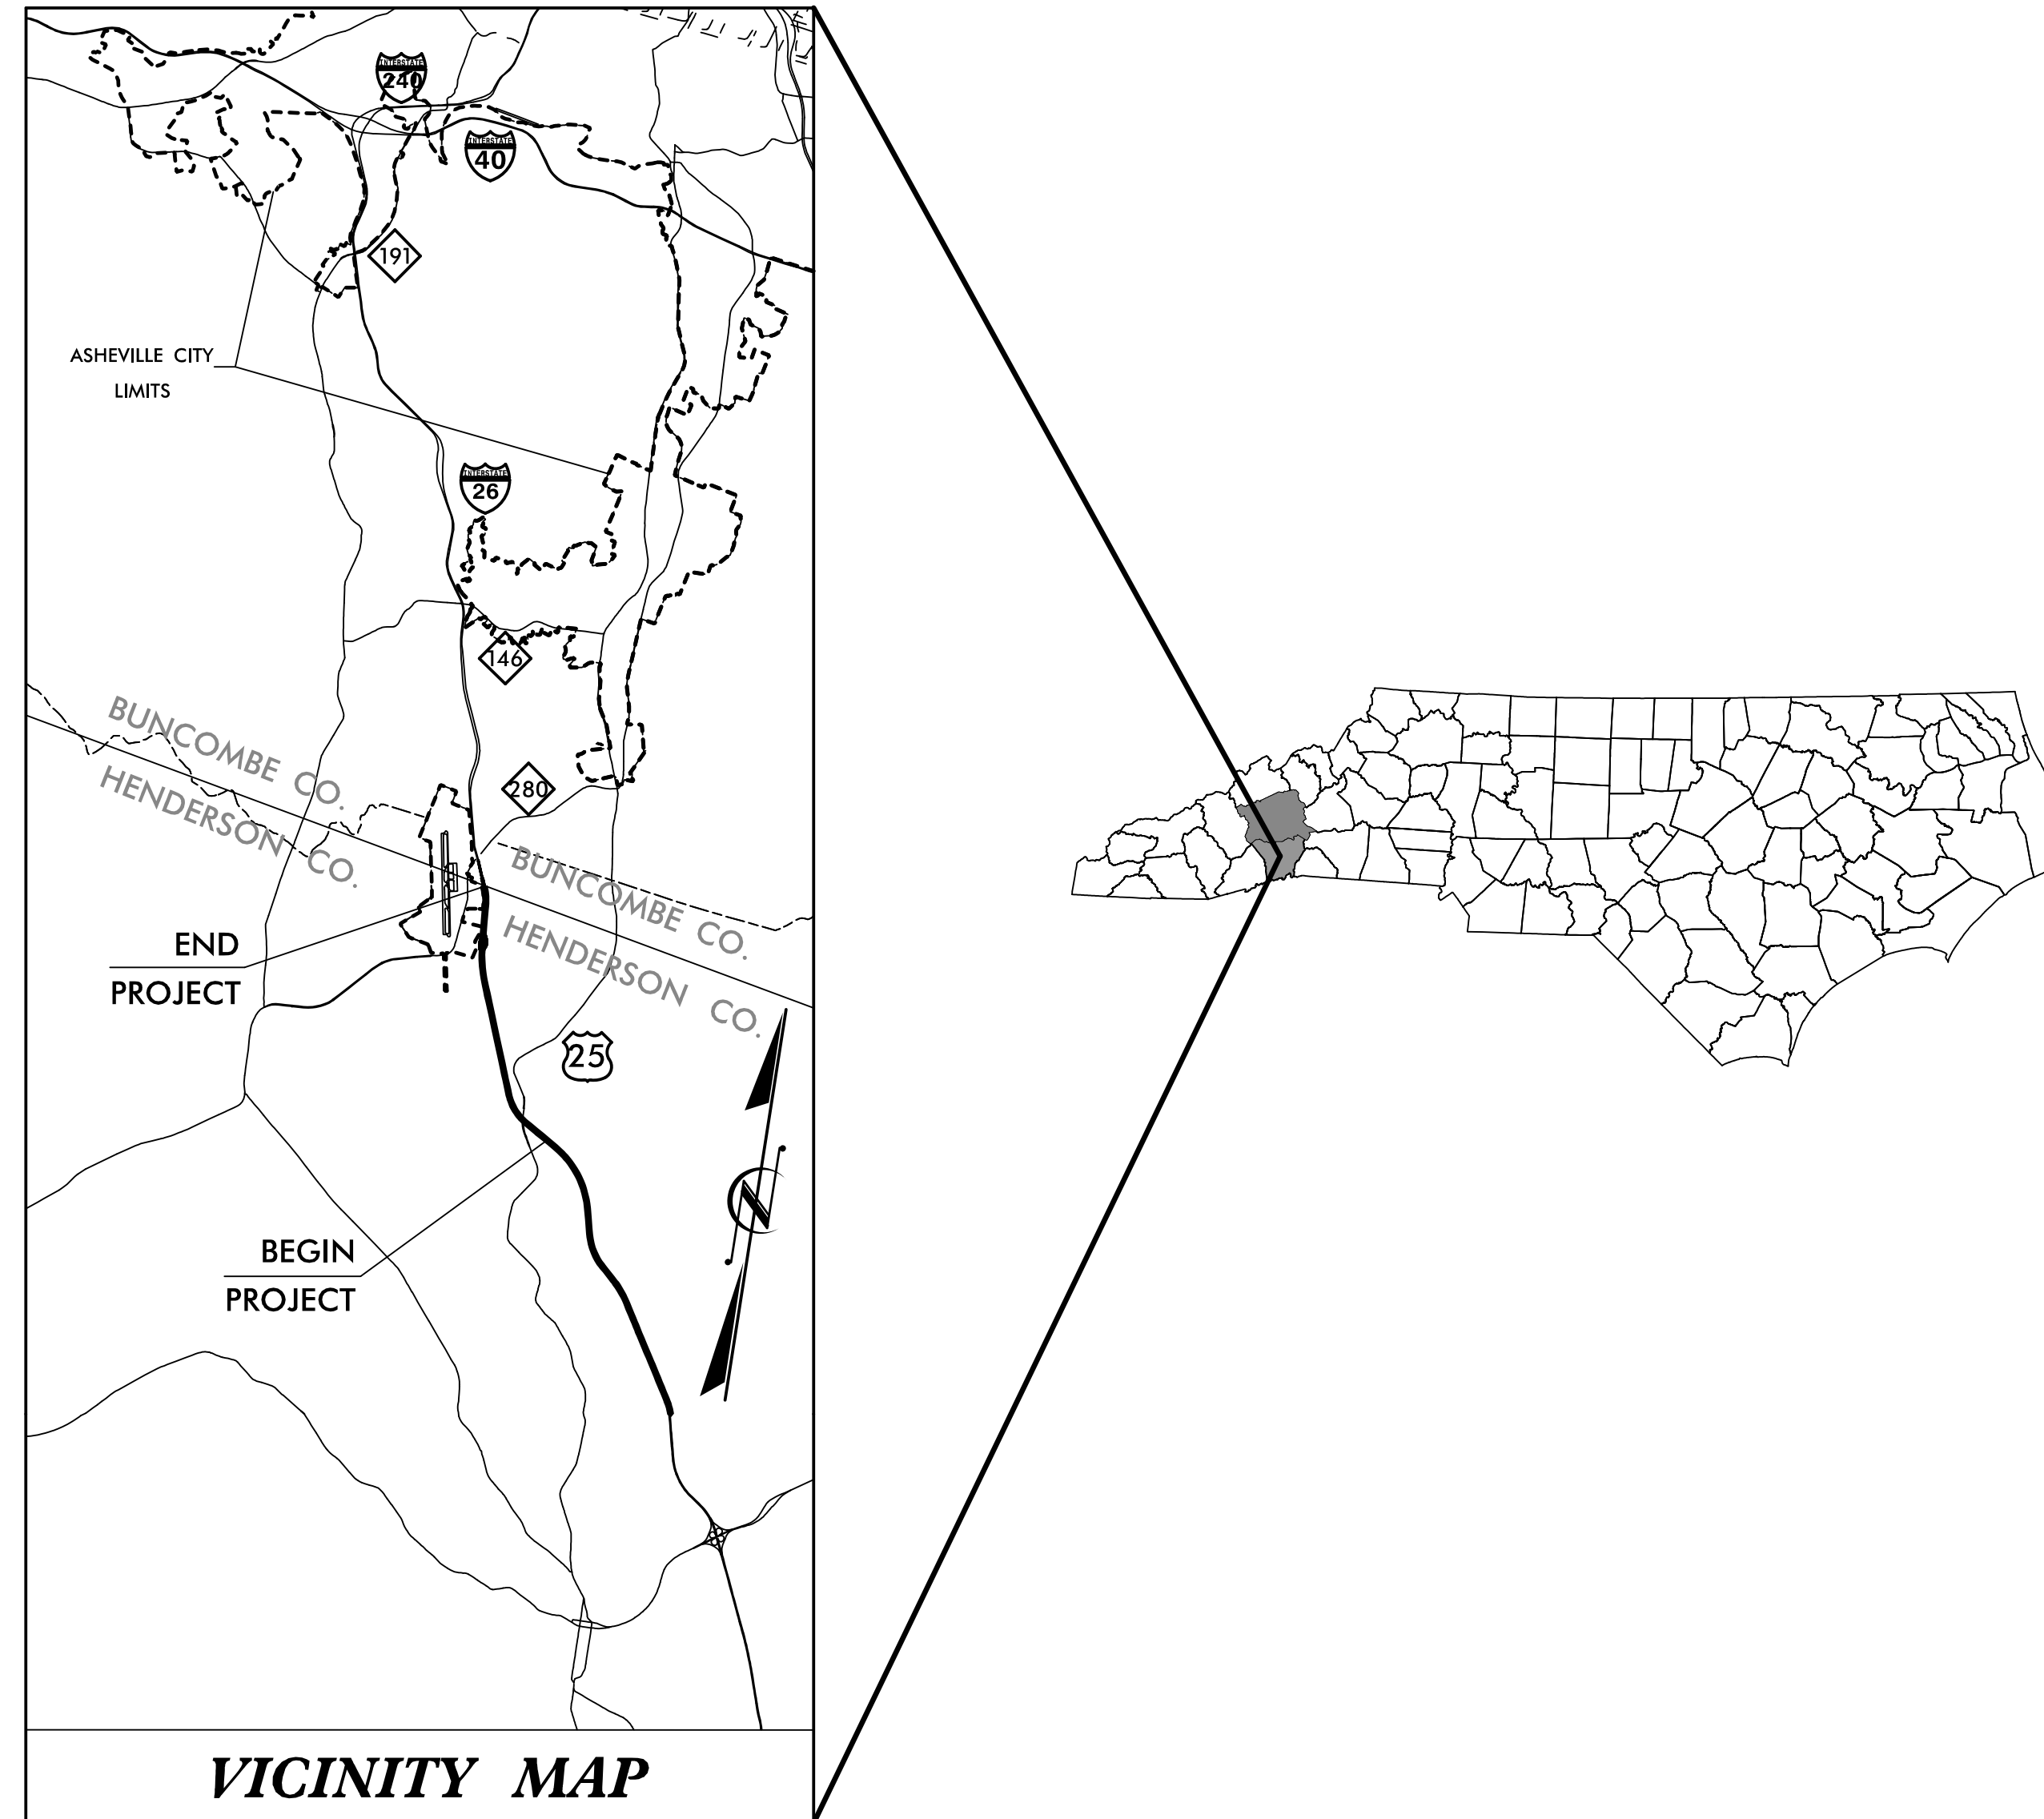 INTERSTATE
240
INTERSTATE
40
191
ASHEVILLE CITY
LIMITS
INTERSTATE
26
146
BUNCOMBE CO.
HENDERSON CO.
280
BUNCOMBE CO.
HENDERSON CO.
END
PROJECT
25
N
BEGIN
PROJECT
VICINITY MAP